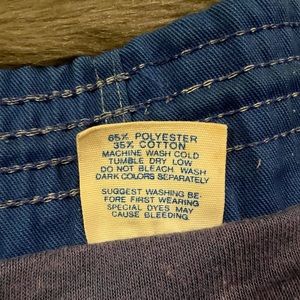 65% POLYESTER
35% COTTON
MACHINE WASH COLD
TUMBLE DRY LOW
DO NOT BLEACH. WASH
DARK COLORS SEPARATELY
SUGGEST WASHING BE-
FORE FIRST WEARING
SPECIAL DYES MAY
CAUSE BLEEDING.